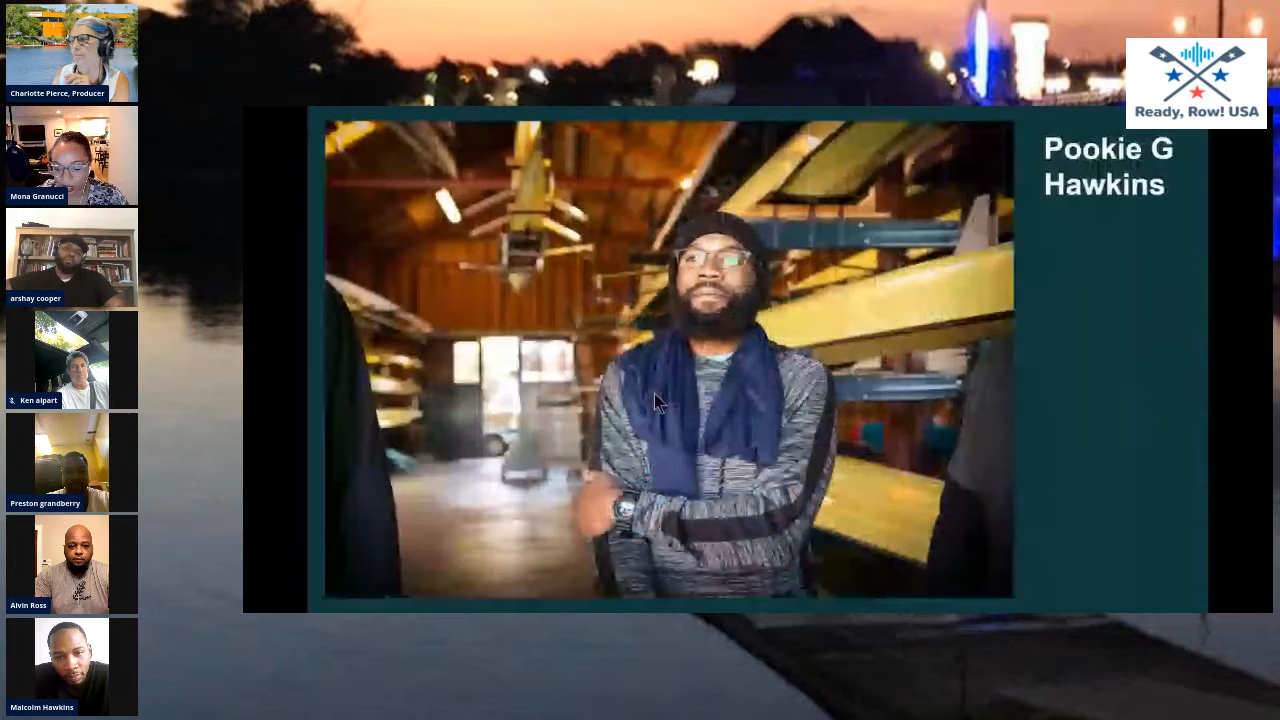 Charlotte Pierce, Producer
Mona Granucci
arshay cooper
Ken alpart
Preston grandberry
Alvin Ross
Malcolm Hawkins
Pookie G
Hawkins
Ready, Row! USA